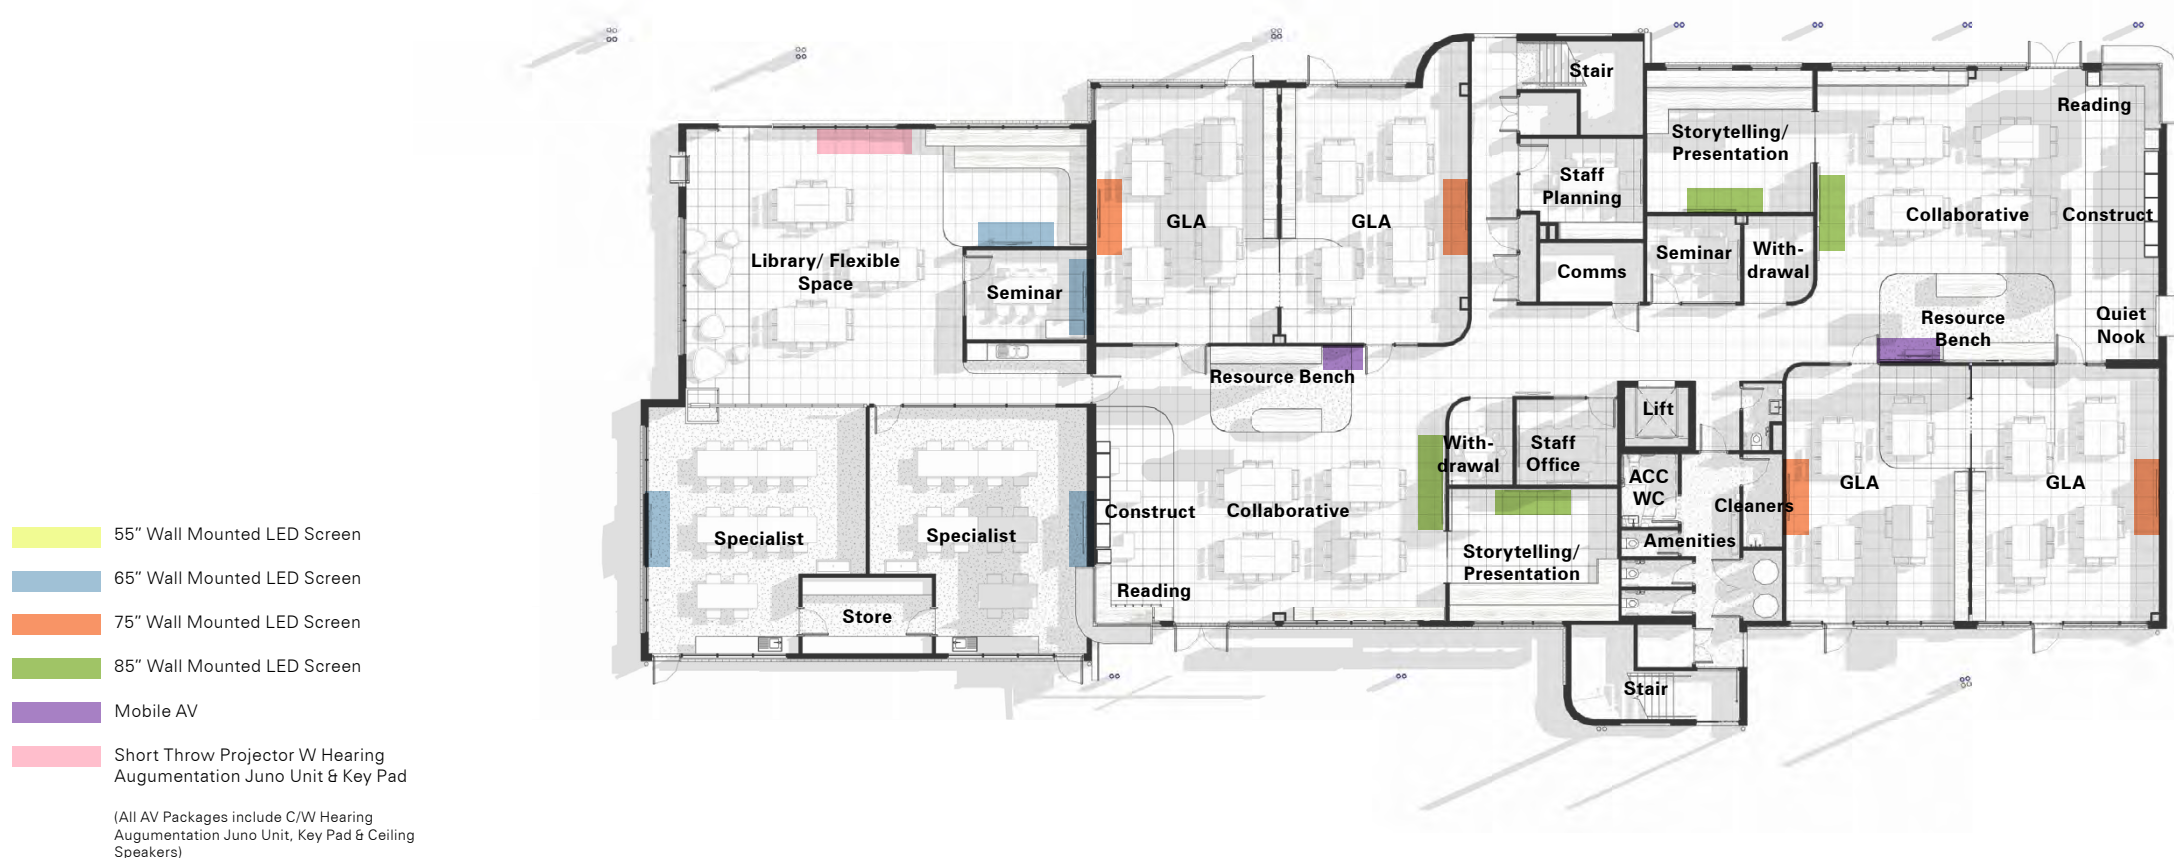 Stair
Reading
Storytelling/
Presentation
Staff
Planning
GLA
GLA
Collaborative
Construct
Library/ Flexible
Space
Seminar
Seminar
With-
drawal
Comms
Quiet
Nook
Resource
Bench
Resource Bench
Lift
With-
drawal
Staff
Office
ACC
WC
Cleaners
GLA
GLA
Construct
Collaborative
Specialist
Specialist
Amenities
Storytelling/
Presentation
Reading
Store
Stair
55” Wall Mounted LED Screen
65” Wall Mounted LED Screen
75” Wall Mounted LED Screen
85” Wall Mounted LED Screen
Mobile AV
Short Throw Projector W Hearing
Augumentation Juno Unit & Key Pad
(All AV Packages include C/W Hearing
Augumentation Juno Unit, Key Pad & Ceiling
Speakers)